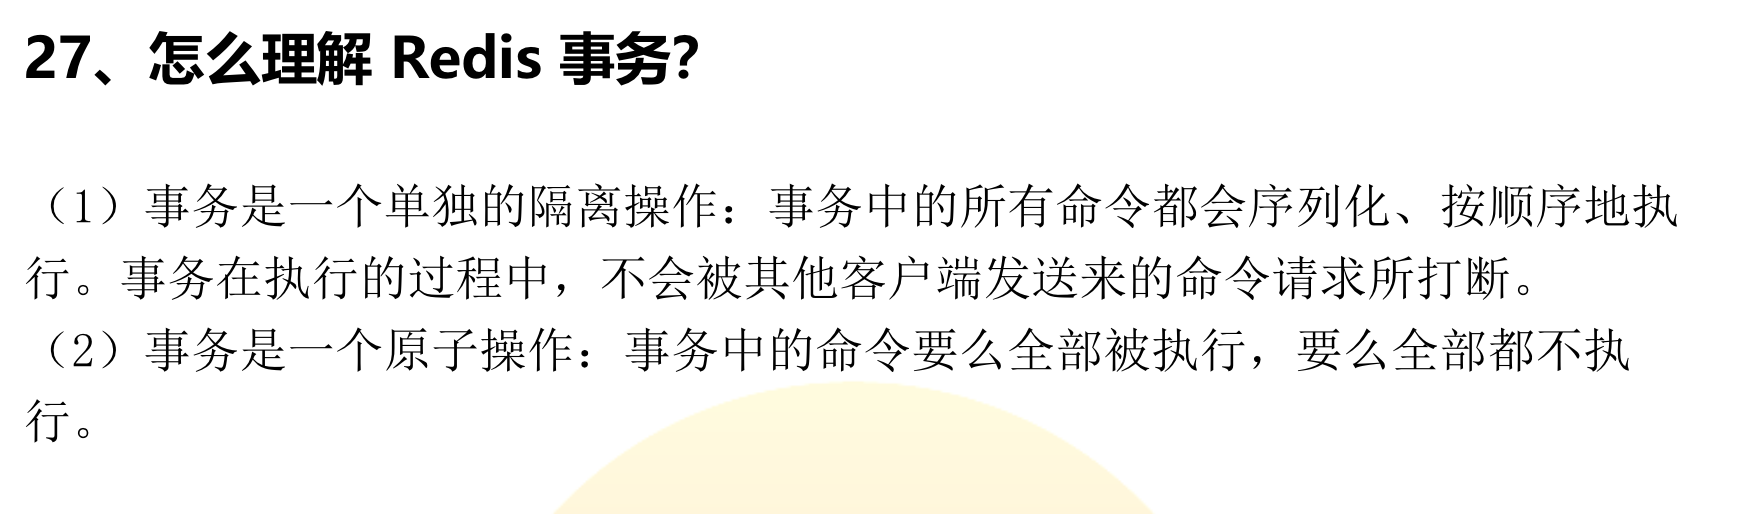 27、怎么理解 Redis 事务？
（1）事务是一个单独的隔离操作：事务中的所有命令都会序列化、按顺序地执
行。事务在执行的过程中，不会被其他客户端发送来的命令请求所打断。
（2）事务是一个原子操作：事务中的命令要么全部被执行，要么全部都不执
行。